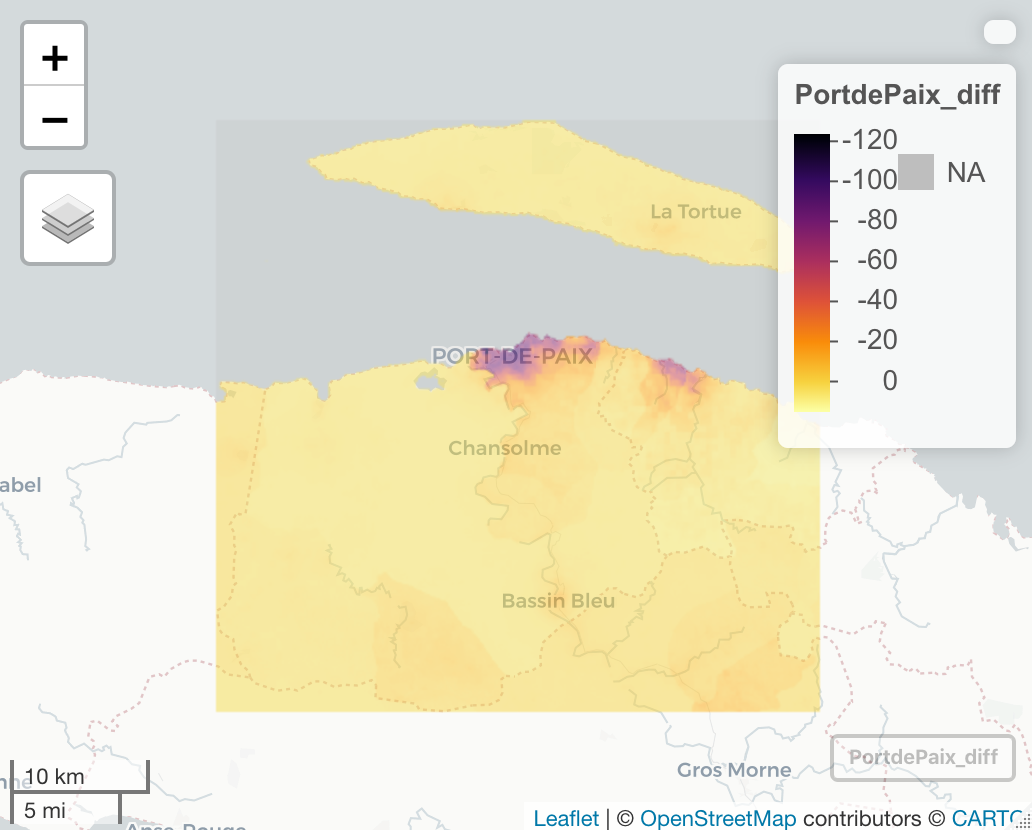 +
−
PortdePaix_diff
-120
-100
NA
-80
-60
-40
-20
0
La Tortue
PORT-DE-PAIX
Chansolme
abel
Bassin Bleu
Gros Morne
PortdePaix_diff
10 km
5 mi
Anse-Rouge
Leaflet | © OpenStreetMap contributors © CARTO